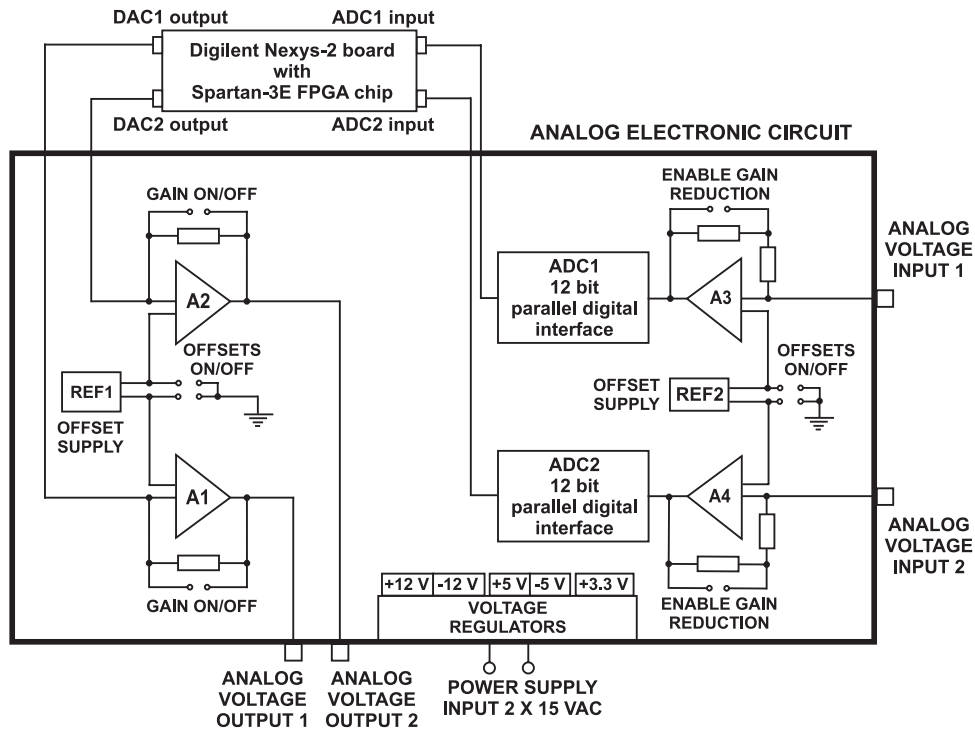 DAC1 output
ADC1 input
Digilent Nexys-2 board
with
Spartan-3E FPGA chip
DAC2 output
ADC2 input
ANALOG ELECTRONIC CIRCUIT
GAIN ON/OFF
A2
OFFSETS
ON/OFF
REF1
OFFSET
SUPPLY
A1
GAIN ON/OFF
ENABLE GAIN
REDUCTION
ADC1
12 bit
parallel digital
interface
A3
ANALOG
VOLTAGE
INPUT 1
OFFSETS
ON/OFF
OFFSET
SUPPLY
REF2
ADC2
12 bit
parallel digital
interface
A4
ANALOG
VOLTAGE
INPUT 2
ENABLE GAIN
REDUCTION
+12 V
-12 V
+5 V
-5 V
+3.3 V
VOLTAGE
REGULATORS
ANALOG
VOLTAGE
OUTPUT 1
ANALOG
VOLTAGE
OUTPUT 2
POWER SUPPLY
INPUT 2 X 15 VAC